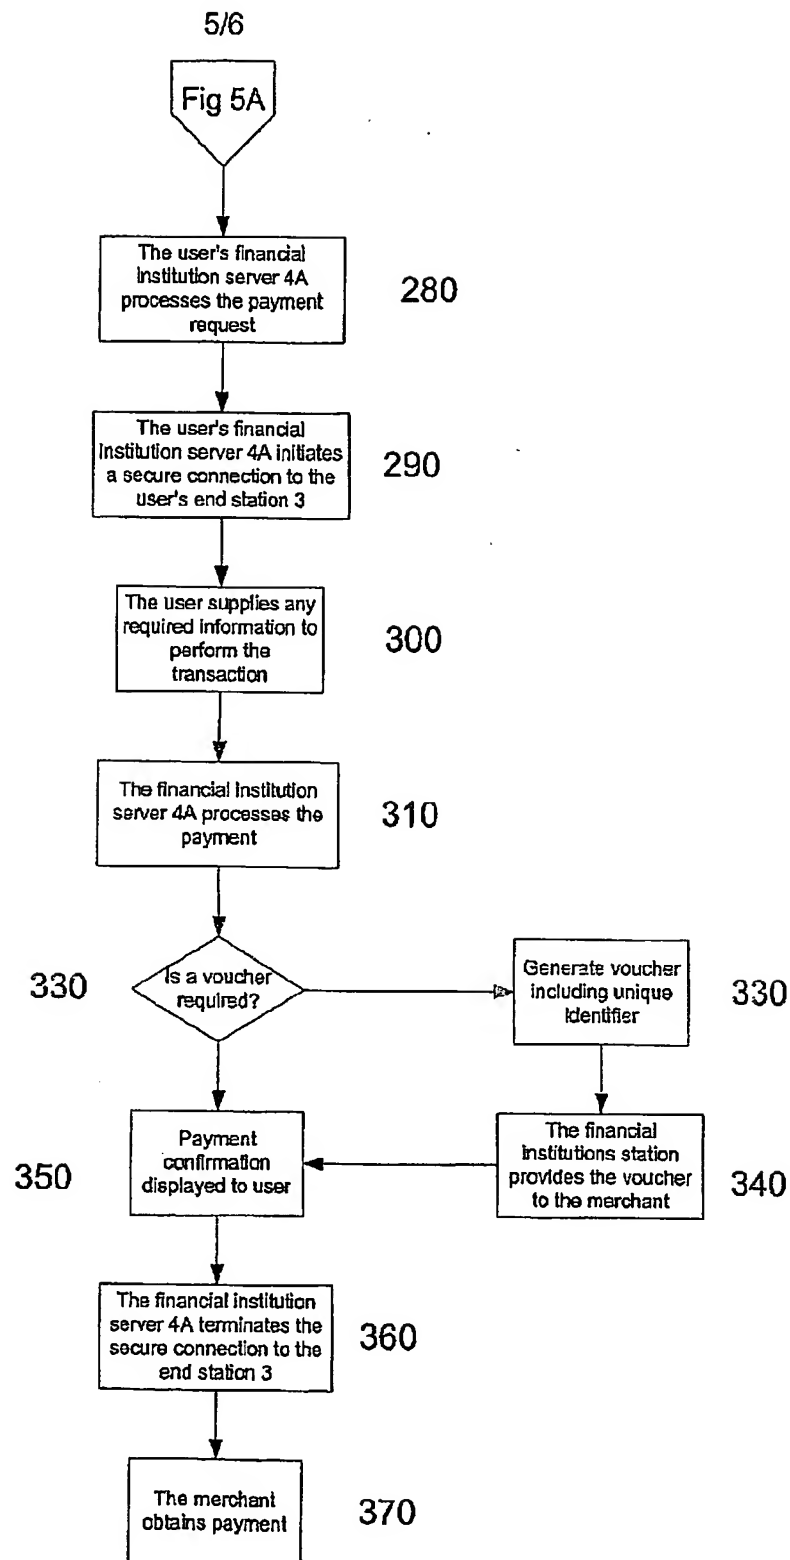 5/6
Fig 5A
The user's financial
Institution server 4A
processes the payment
request
280
The user's financial
Institution server 4A initiates
a secure connection to the
user's end station 3
290
The user supplies any
required information to
perform the
transaction
300
The financial Institution
server 4A processes the
payment
310
330
Is a voucher
required?
Generate voucher
including unique
Identifier
330
350
Payment
confirmation
displayed to user
The financial
Institutions station
provides the voucher
to the merchant
340
The financial institution
server 4A terminates the
secure connection to the
end station 3
360
The merchant
obtains payment
370